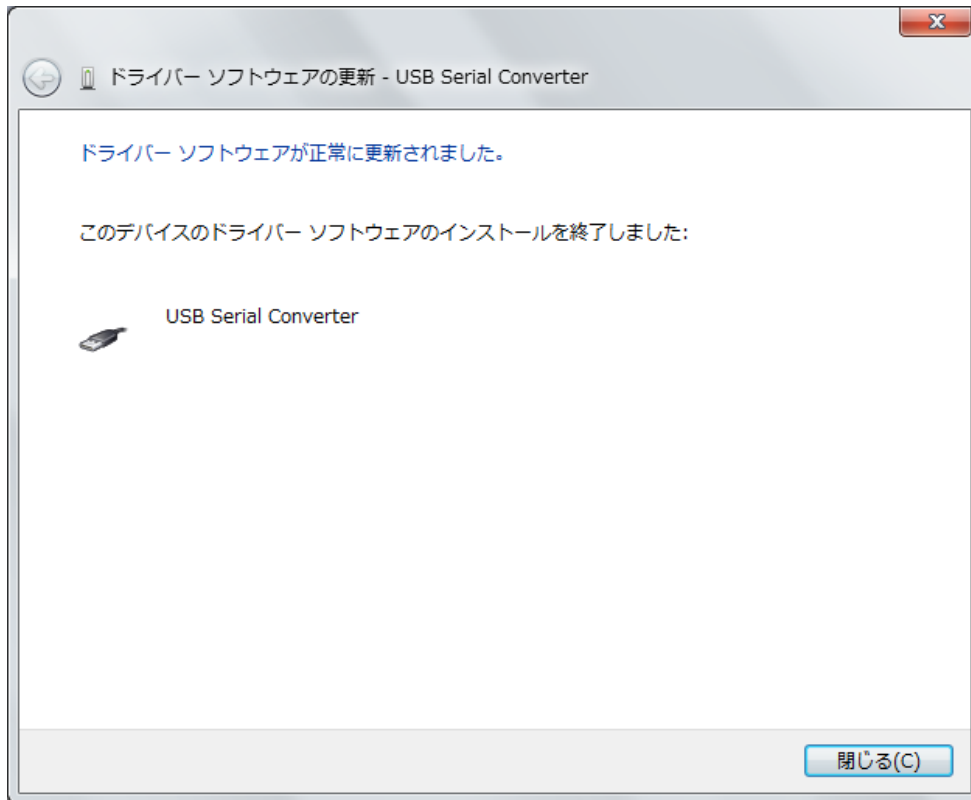 ドライバー ソフトウェアの更新 - USB Serial Converter
ドライバー ソフトウェアが正常に更新されました。
このデバイスのドライバー ソフトウェアのインストールを終了しました:
USB Serial Converter
閉じる(C)